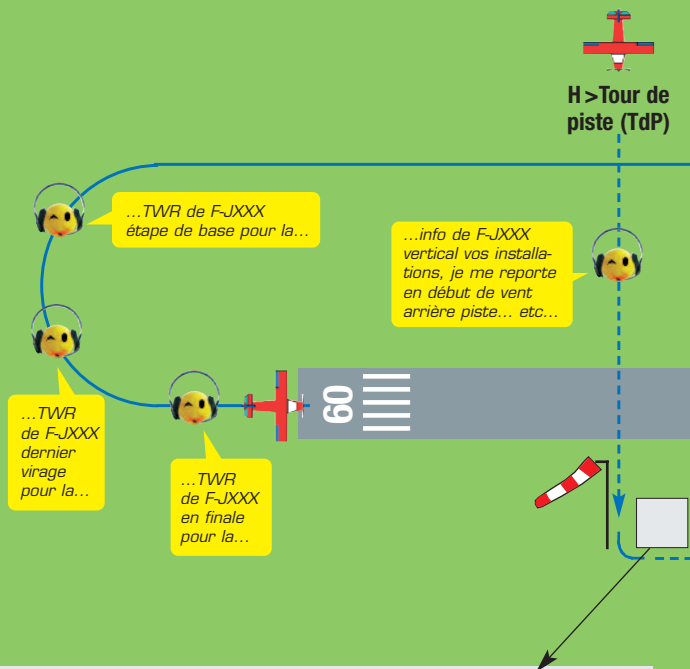 H>Tour de
piste (TdP)
…TWR de F-JXXX
étape de base pour la…
…info de F-JXXX
vertical vos installa-
tions, je me reporte
en début de vent
arrière piste… etc…
09
…TWR
de F-JXXX
dernier
virage
pour la…
…TWR
de F-JXXX
en finale
pour la…